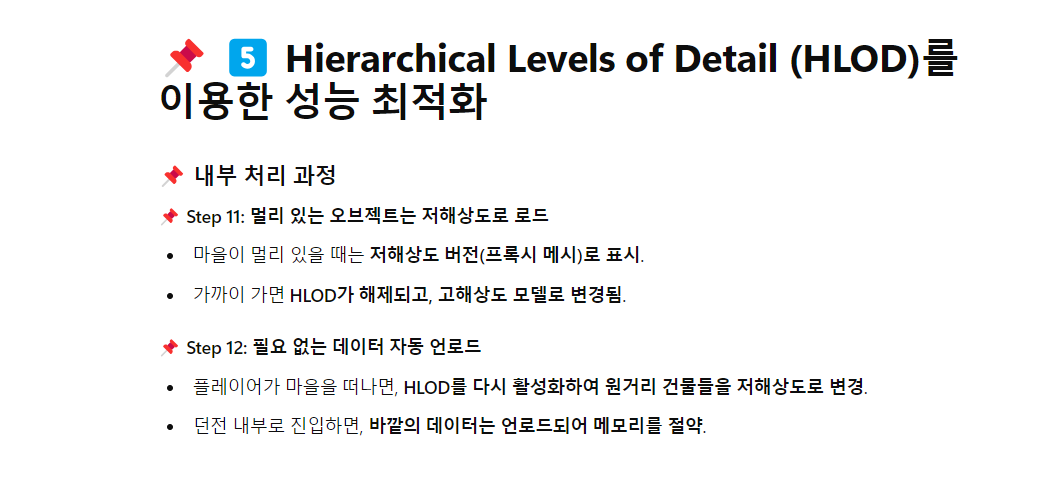 📌 5️⃣ Hierarchical Levels of Detail (HLOD)를
이용한 성능 최적화
📌 내부 처리 과정
📌 Step 11: 멀리 있는 오브젝트는 저해상도로 로드
• 마을이 멀리 있을 때는 저해상도 버전(프록시 메시)로 표시.
• 가까이 가면 HLOD가 해제되고, 고해상도 모델로 변경됨.
📌 Step 12: 필요 없는 데이터 자동 언로드
• 플레이어가 마을을 떠나면, HLOD를 다시 활성화하여 원거리 건물들을 저해상도로 변경.
• 던전 내부로 진입하면, 바깥의 데이터는 언로드되어 메모리를 절약.